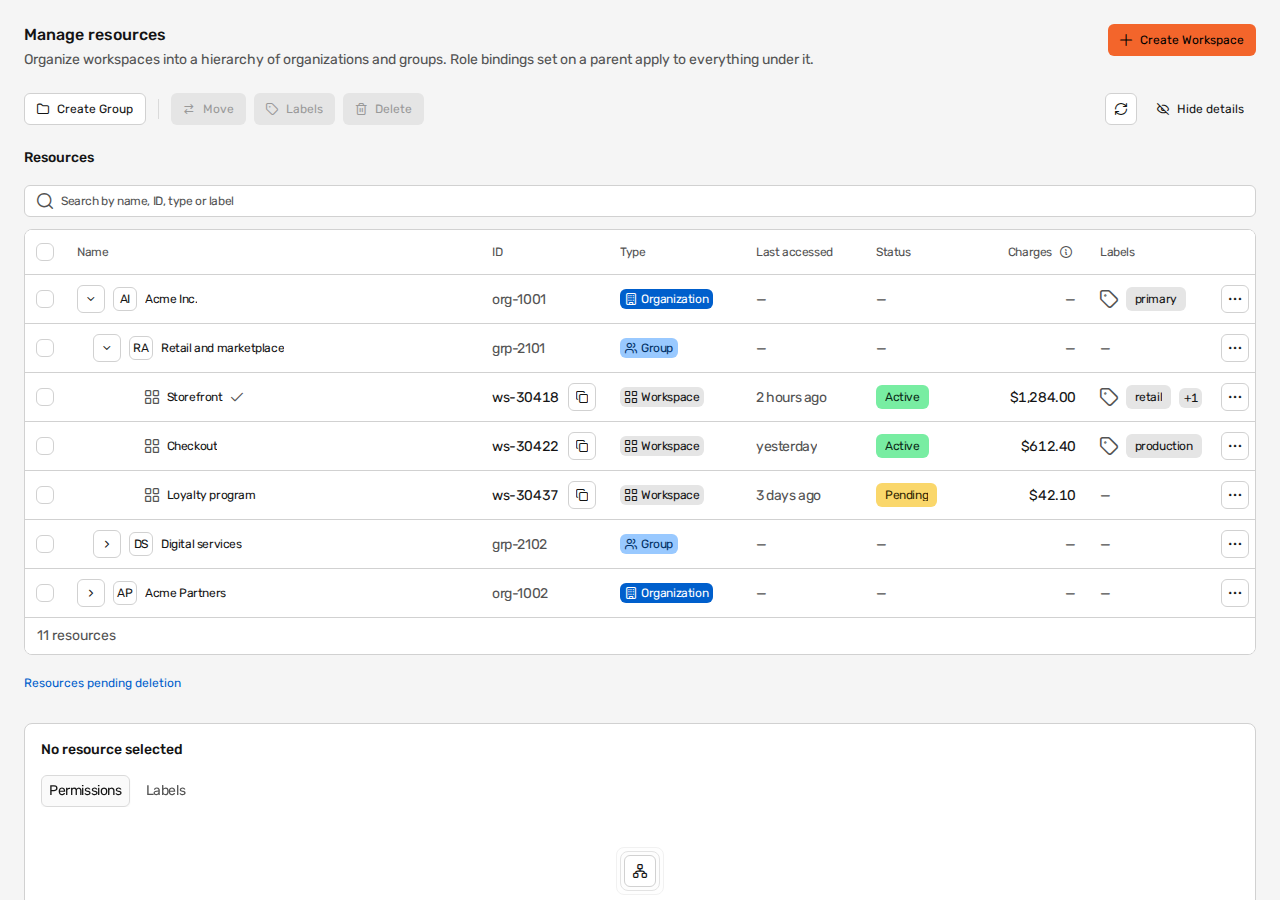 Manage resources
Create Workspace
Organize workspaces into a hierarchy of organizations and groups. Role bindings set on a parent apply to everything under it.
Create Group Move Labels Delete Hide details
Resources
Search by name, ID, type or label
Name ID Type Last accessed Status Charges Labels
AI Acme Inc. org-1001 Organization – – – primary
RA Retail and marketplace grp-2101 Group – – – –
Storefront ws-30418 Workspace 2 hours ago Active $1,284.00 retail +1
Checkout ws-30422 Workspace yesterday Active $612.40 production
Loyalty program ws-30437 Workspace 3 days ago Pending $42.10 –
DS Digital services grp-2102 Group – – – –
AP Acme Partners org-1002 Organization – – – –
11 resources
Resources pending deletion
No resource selected
Permissions Labels